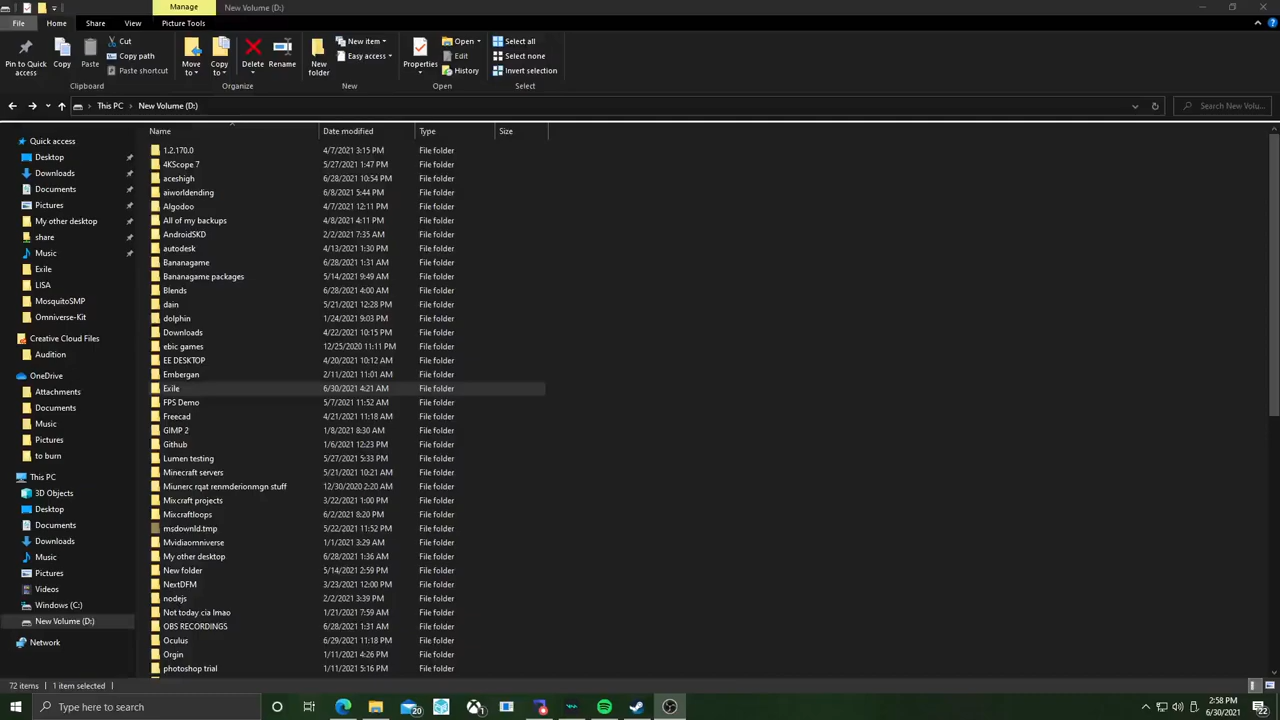 Manage New Volume (D:)
File Home Share View Picture Tools
Pin to Quick access Copy Paste Cut Copy path Paste shortcut Move to Copy to Delete Rename New folder New item Easy access Properties Open Edit History Select all Select none Invert selection
Clipboard Organize New Open Select
This PC New Volume (D:) Search New Volu...
Name Date modified Type Size
Quick access
Desktop
Downloads
Documents
Pictures
My other desktop
share
Music
Exile
LISA
MosquitoSMP
Omniverse-Kit
Creative Cloud Files
Audition
OneDrive
Attachments
Documents
Music
Pictures
to burn
This PC
3D Objects
Desktop
Documents
Downloads
Music
Pictures
Videos
Windows (C:)
New Volume (D:)
Network
1.2.170.0 4/7/2021 3:15 PM File folder
4KScope 7 5/27/2021 1:47 PM File folder
aceshigh 6/28/2021 10:54 PM File folder
aiworldending 6/8/2021 5:44 PM File folder
Algodoo 4/7/2021 12:11 PM File folder
All of my backups 4/8/2021 4:11 PM File folder
AndroidSKD 2/2/2021 7:35 AM File folder
autodesk 4/13/2021 1:30 PM File folder
Bananagame 6/28/2021 1:31 AM File folder
Bananagame packages 5/14/2021 9:49 AM File folder
Blends 6/28/2021 4:00 AM File folder
dain 5/21/2021 12:28 PM File folder
dolphin 1/24/2021 9:03 PM File folder
Downloads 4/22/2021 10:15 PM File folder
ebic games 12/25/2020 11:11 PM File folder
EE DESKTOP 4/20/2021 10:12 AM File folder
Embergan 2/11/2021 11:01 AM File folder
Exile 6/30/2021 4:21 AM File folder
FPS Demo 5/7/2021 11:52 AM File folder
Freecad 4/21/2021 11:18 AM File folder
GIMP 2 1/8/2021 8:30 AM File folder
Github 1/6/2021 12:23 PM File folder
Lumen testing 5/27/2021 5:33 PM File folder
Minecraft servers 5/21/2021 10:21 AM File folder
Miunerc rqat renmderionmgn stuff 12/30/2020 2:20 AM File folder
Mixcraft projects 3/22/2021 1:00 PM File folder
Mixcraftloops 6/2/2021 8:20 PM File folder
msdownld.tmp 5/22/2021 11:52 PM File folder
Mvidiaomniverse 1/1/2021 3:29 AM File folder
My other desktop 6/28/2021 1:36 AM File folder
New folder 5/14/2021 2:59 PM File folder
NextDFM 3/23/2021 12:00 PM File folder
nodejs 2/2/2021 3:39 PM File folder
Not today cia lmao 1/21/2021 7:59 AM File folder
OBS RECORDINGS 6/28/2021 1:31 AM File folder
Oculus 6/29/2021 11:18 PM File folder
Orgin 1/11/2021 4:26 PM File folder
photoshop trial 1/11/2021 5:16 PM File folder
72 items 1 item selected
Type here to search 20 2:58 PM
6/30/2021 22